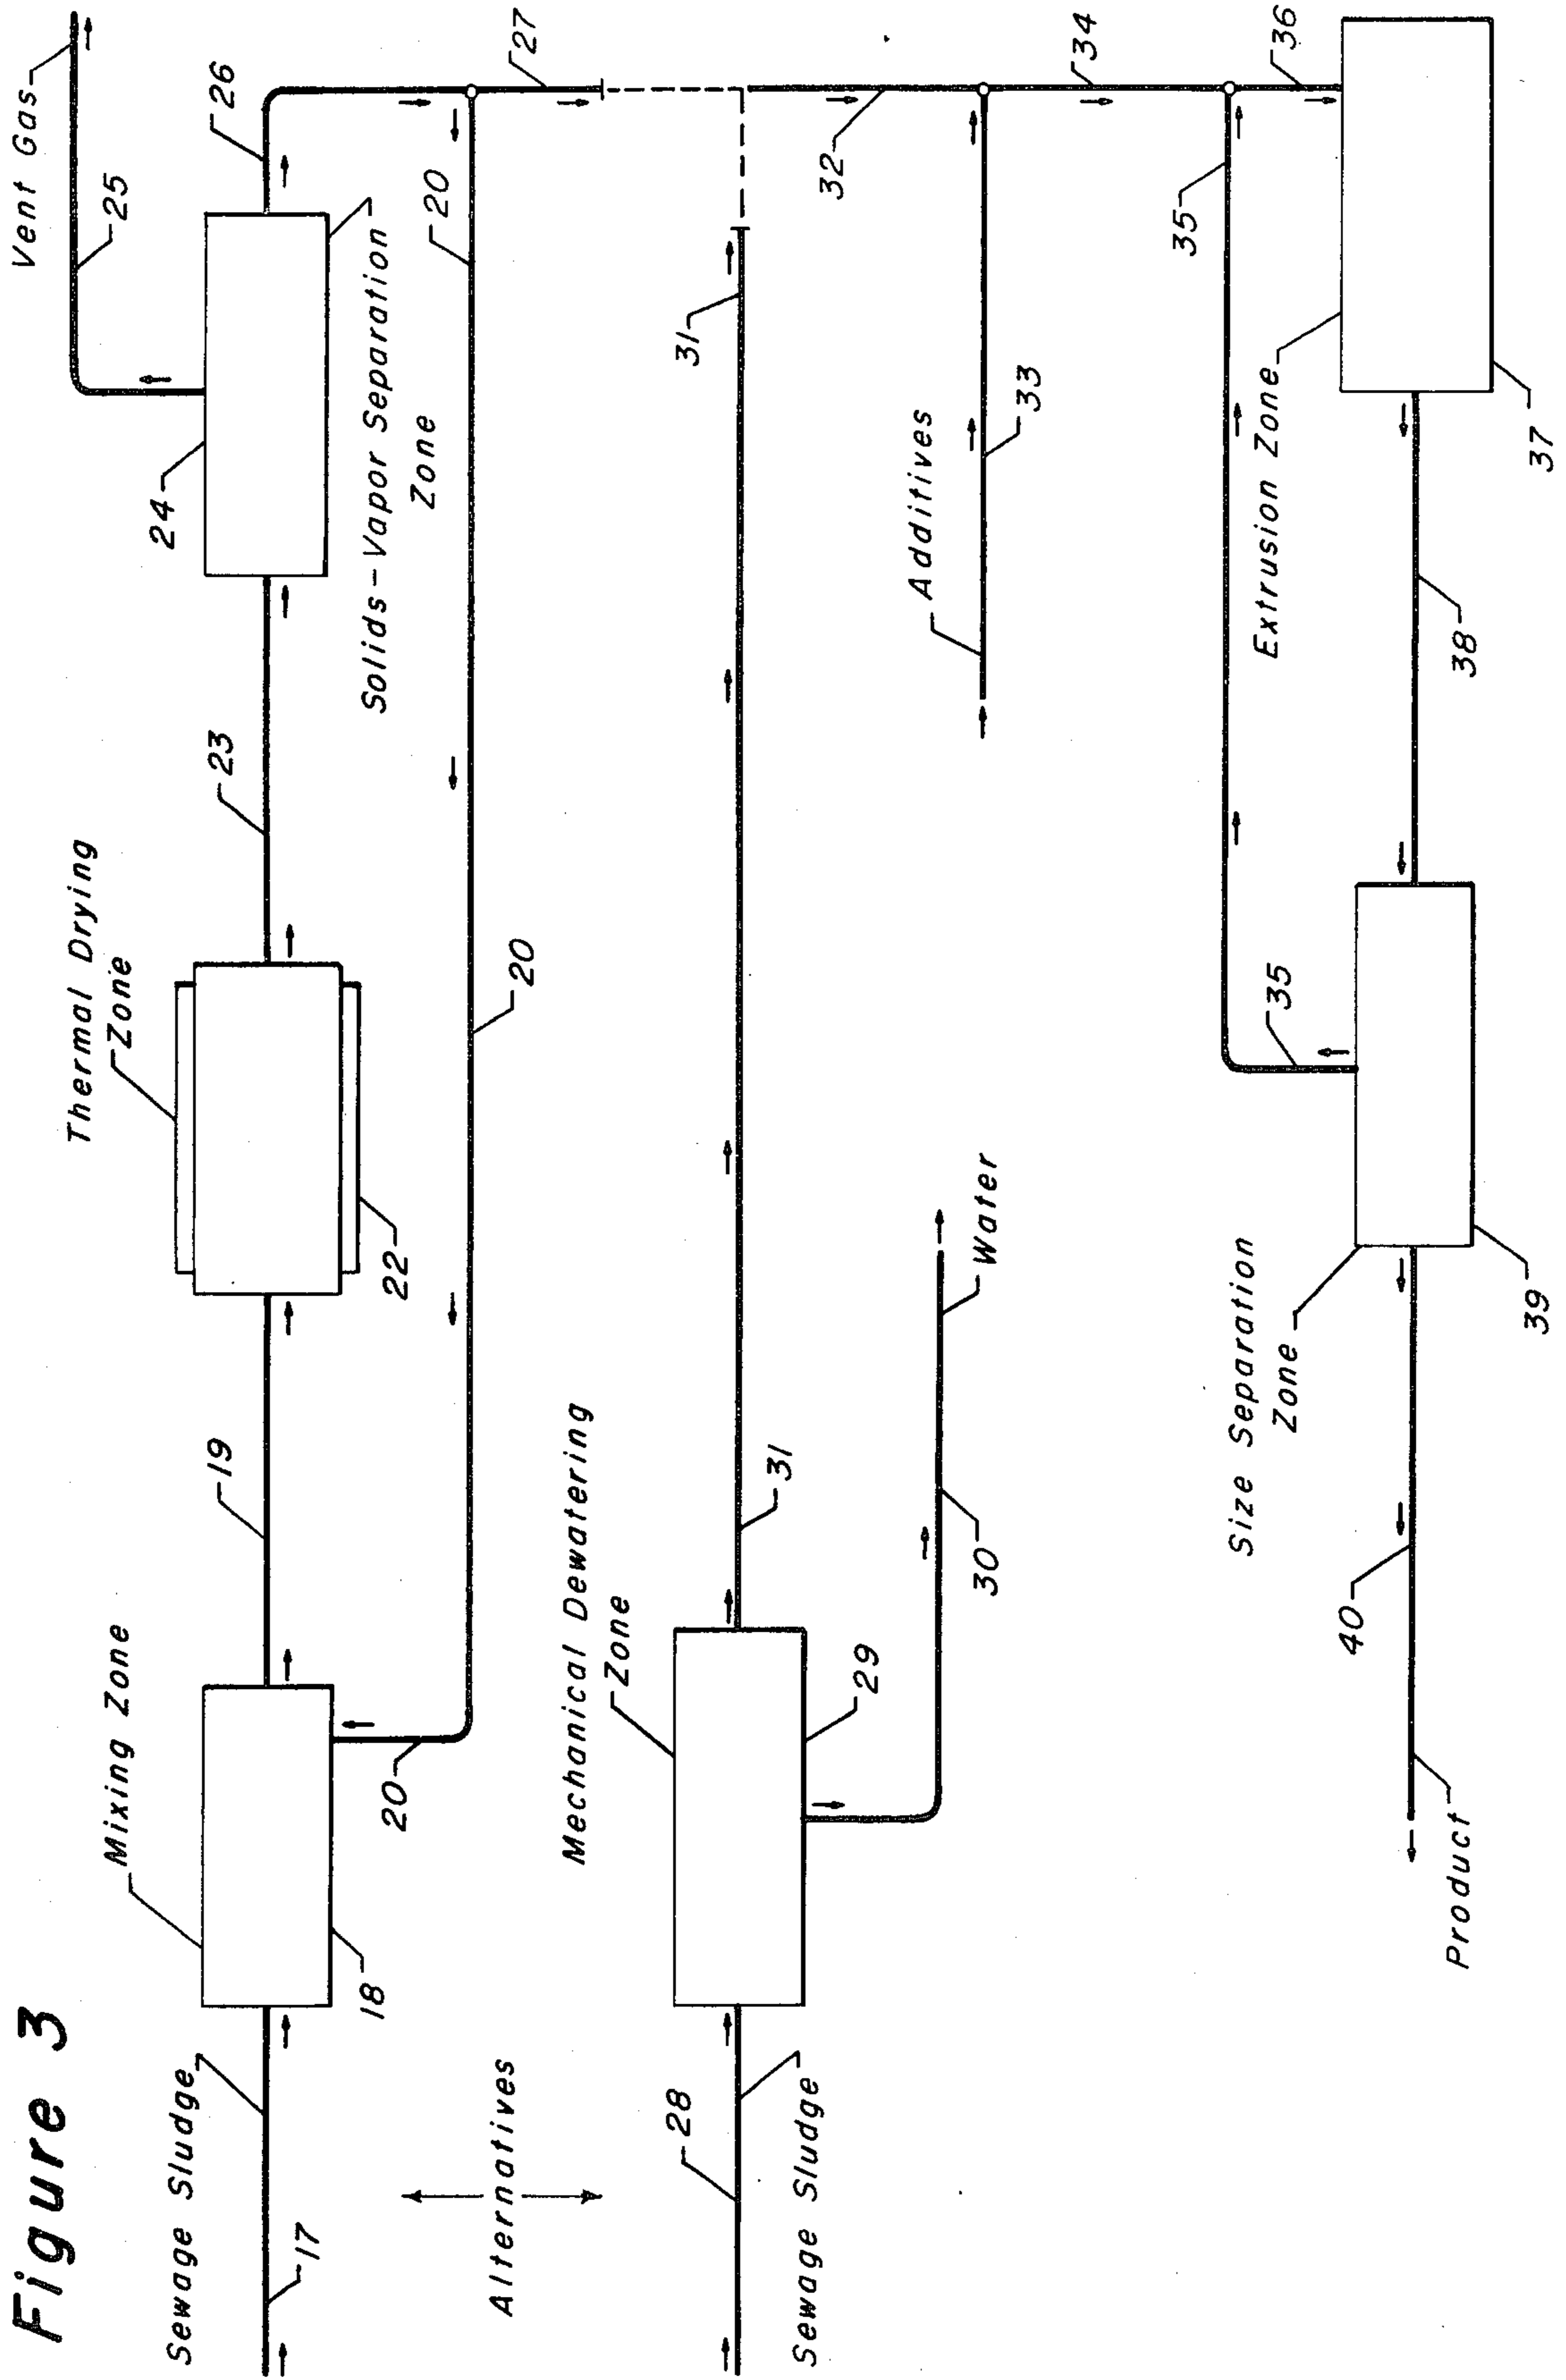 Figure 3
Sewage Sludge
17
Mixing Zone
18
19
20
Thermal Drying
Zone
22
23
24
Vent Gas
25
26
Solids-Vapor Separation
Zone
20
20
27
Alternatives
28
Sewage Sludge
Mechanical Dewatering
Zone
29
30
Water
31
31
32
Additives
33
34
35
35
36
Extrusion Zone
37
38
Size Separation
Zone
39
40
Product